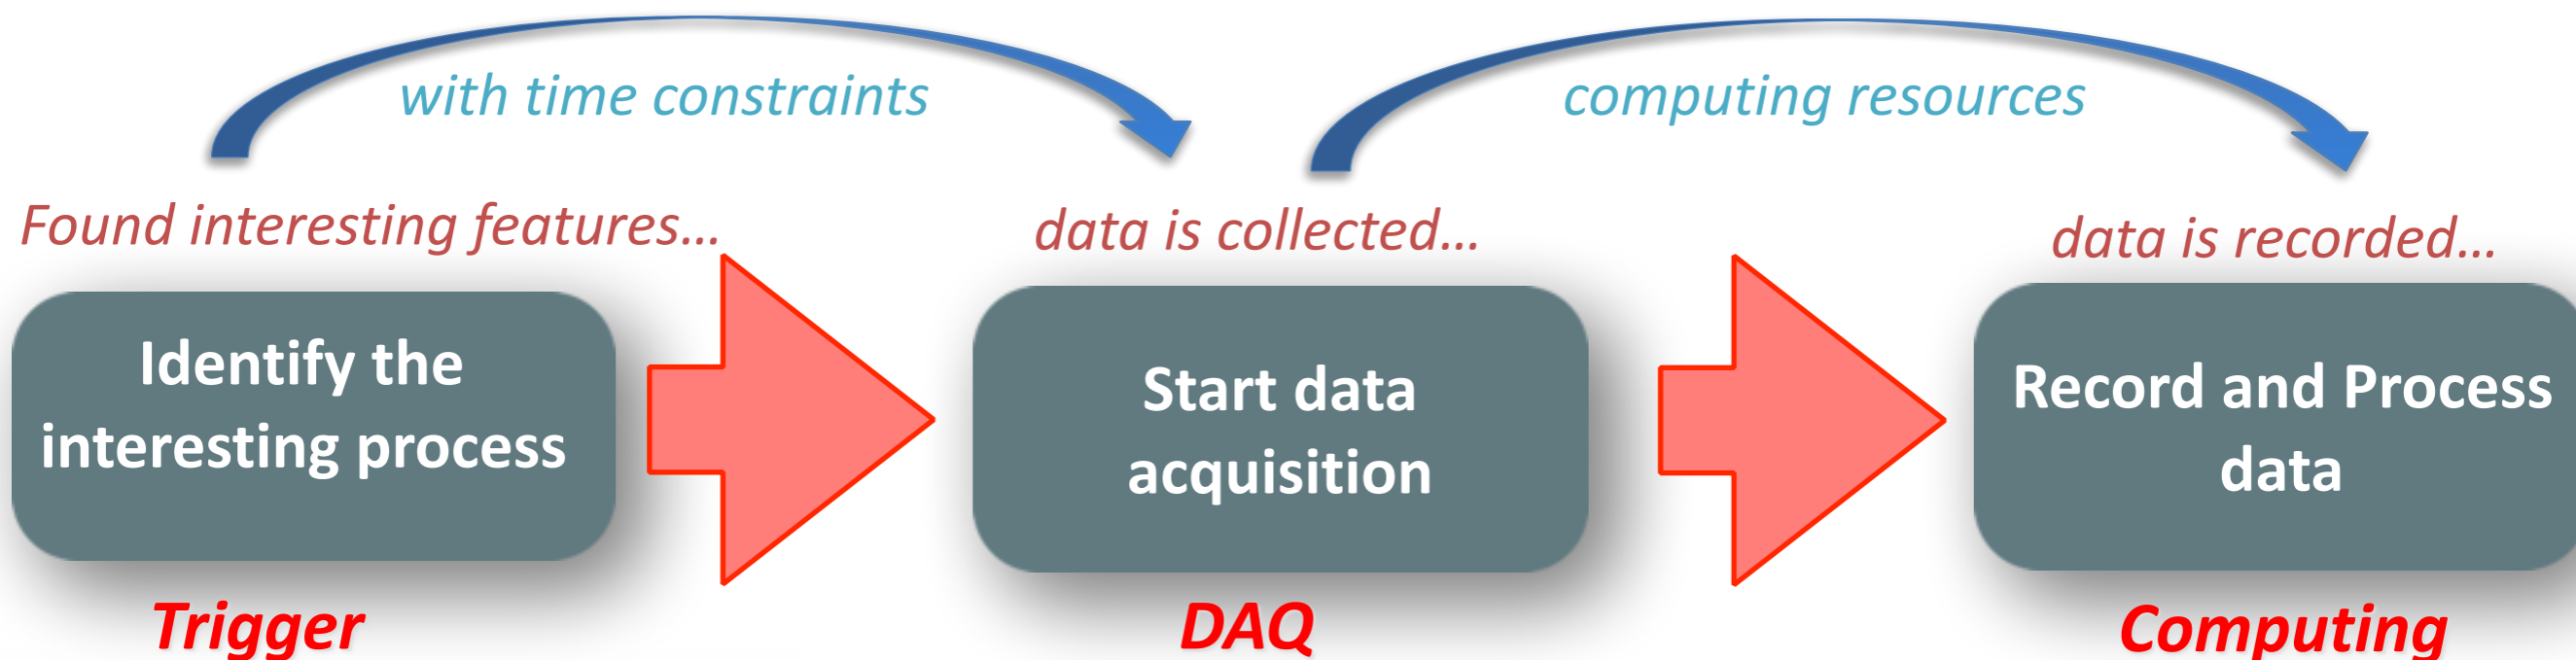 with time constraints
computing resources
Found interesting features...
data is collected...
data is recorded...
Identify the
interesting process
Start data
acquisition
Record and Process
data
Trigger
DAQ
Computing